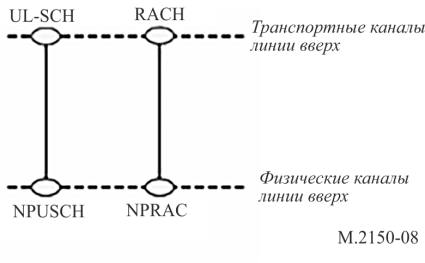 UL-SCH RACH
Транспортные каналы
линии вверх
Физические каналы
линии вверх
NPUSCH NPRAC
M.2150-08